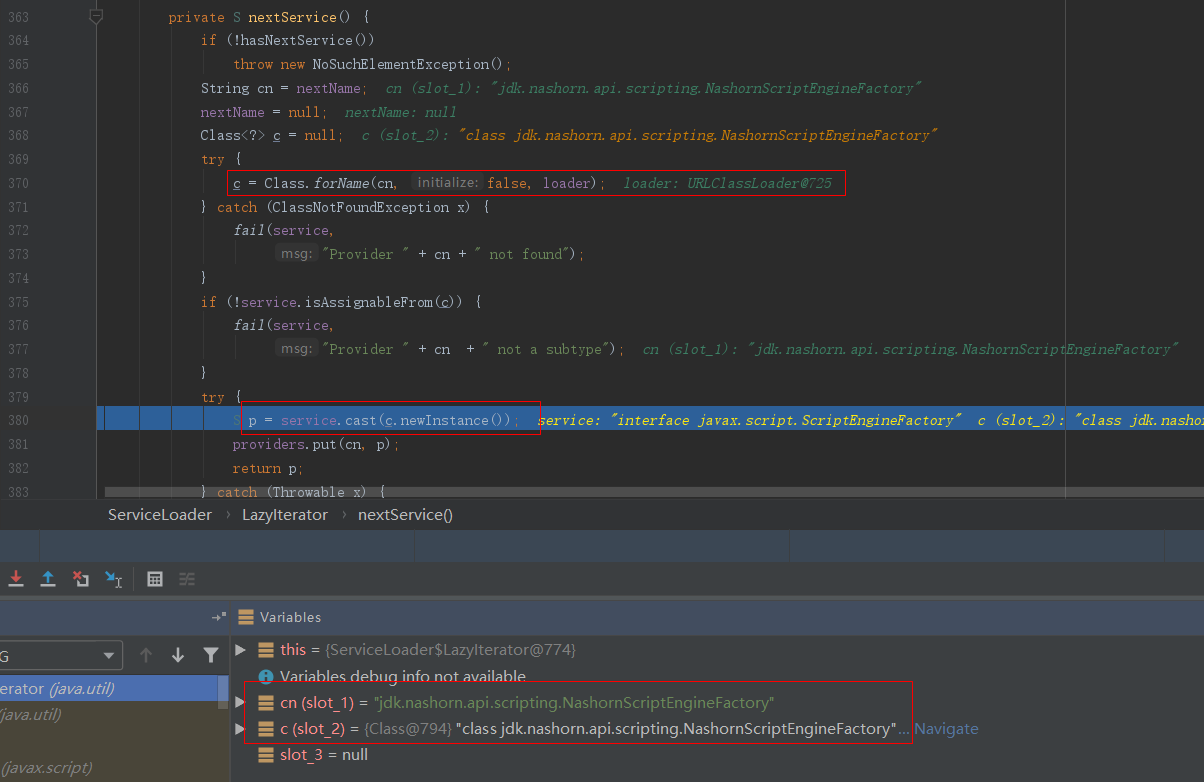 363 private S nextService() {
364 if (!hasNextService())
365 throw new NoSuchElementException();
366 String cn = nextName; cn (slot_1): "jdk.nashorn.api.scripting.NashornScriptEngineFactory"
367 nextName = null; nextName: null
368 Class<?> c = null; c (slot_2): "class jdk.nashorn.api.scripting.NashornScriptEngineFactory"
369 try {
370 c = Class.forName(cn, initialize: false, loader); loader: URLClassLoader@725
371 } catch (ClassNotFoundException x) {
372 fail(service,
373 msg: "Provider " + cn + " not found");
374 }
375 if (!service.isAssignableFrom(c)) {
376 fail(service,
377 msg: "Provider " + cn + " not a subtype"); cn (slot_1): "jdk.nashorn.api.scripting.NashornScriptEngineFactory"
378 }
379 try {
380 S p = service.cast(c.newInstance()); service: "interface javax.script.ScriptEngineFactory" c (slot_2): "class jdk.nashor
381 providers.put(cn, p);
382 return p;
383 } catch (Throwable x) {
ServiceLoader › LazyIterator › nextService()
Variables
G
this = {ServiceLoader$LazyIterator@774}
Variables debug info not available
erator (java.util)
cn (slot_1) = "jdk.nashorn.api.scripting.NashornScriptEngineFactory"
(java.util)
c (slot_2) = {Class@794} "class jdk.nashorn.api.scripting.NashornScriptEngineFactory"... Navigate
slot_3 = null
(javax.script)